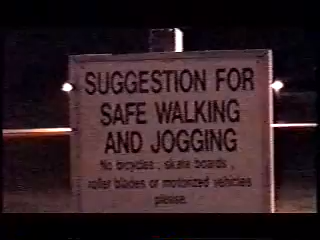 SUGGESTION FOR
SAFE WALKING
AND JOGGING
No bicycles, skate boards,
roller blades or motorized vehicles
please.